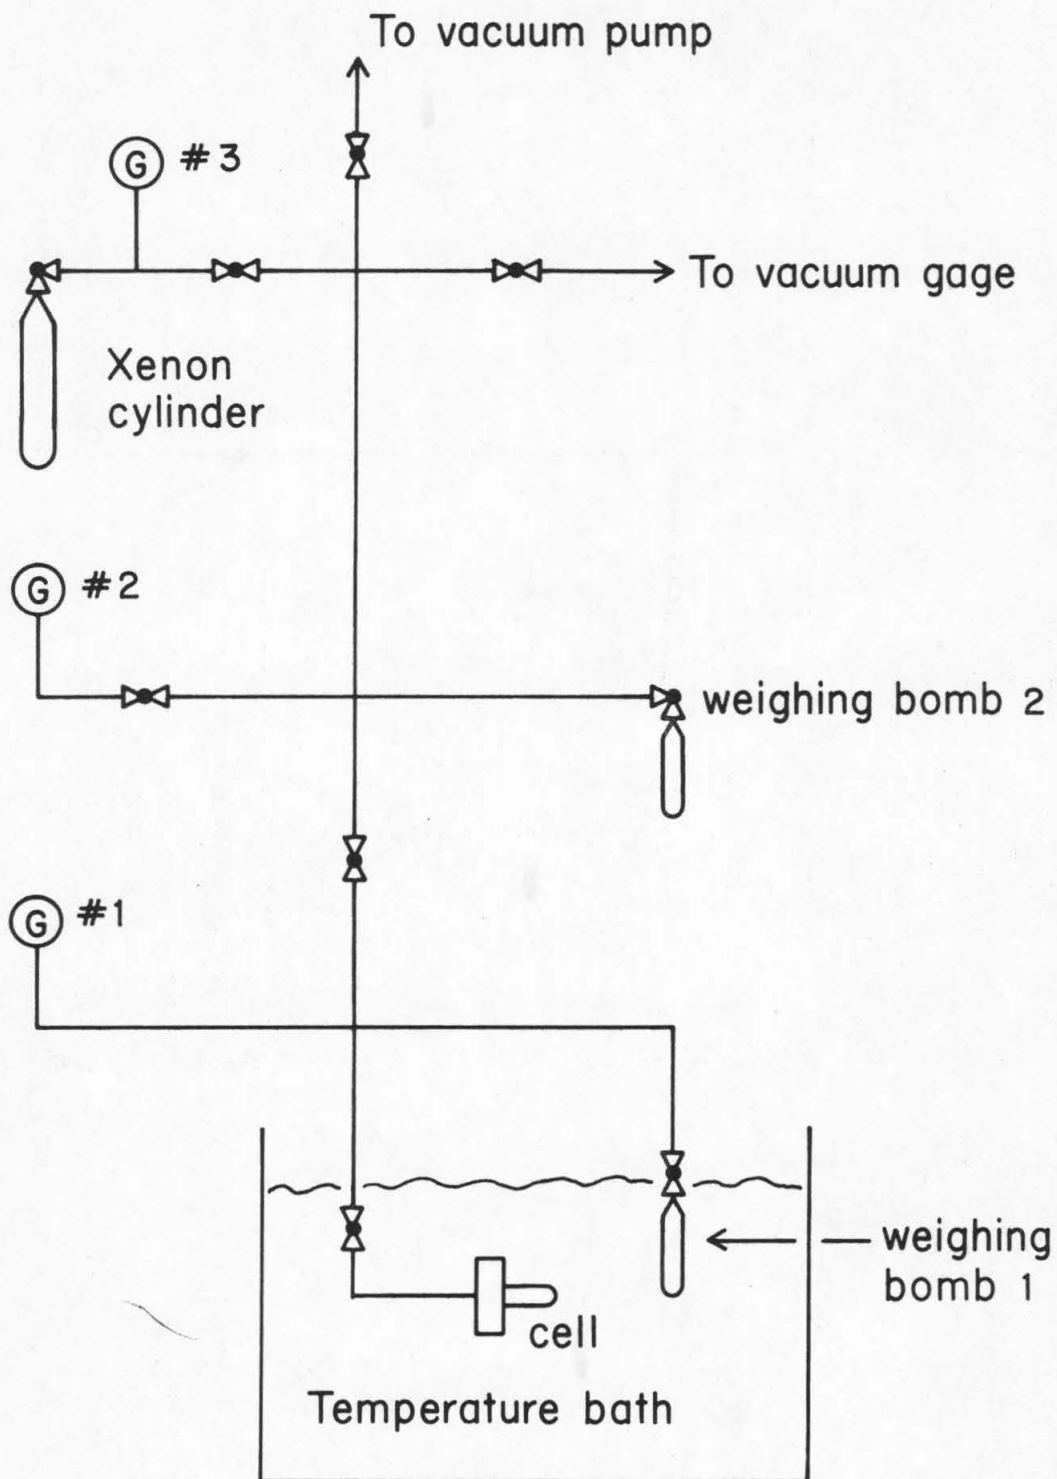 To vacuum pump
G #3
To vacuum gage
Xenon
cylinder
G #2
weighing bomb 2
G #1
weighing
bomb 1
cell
Temperature bath